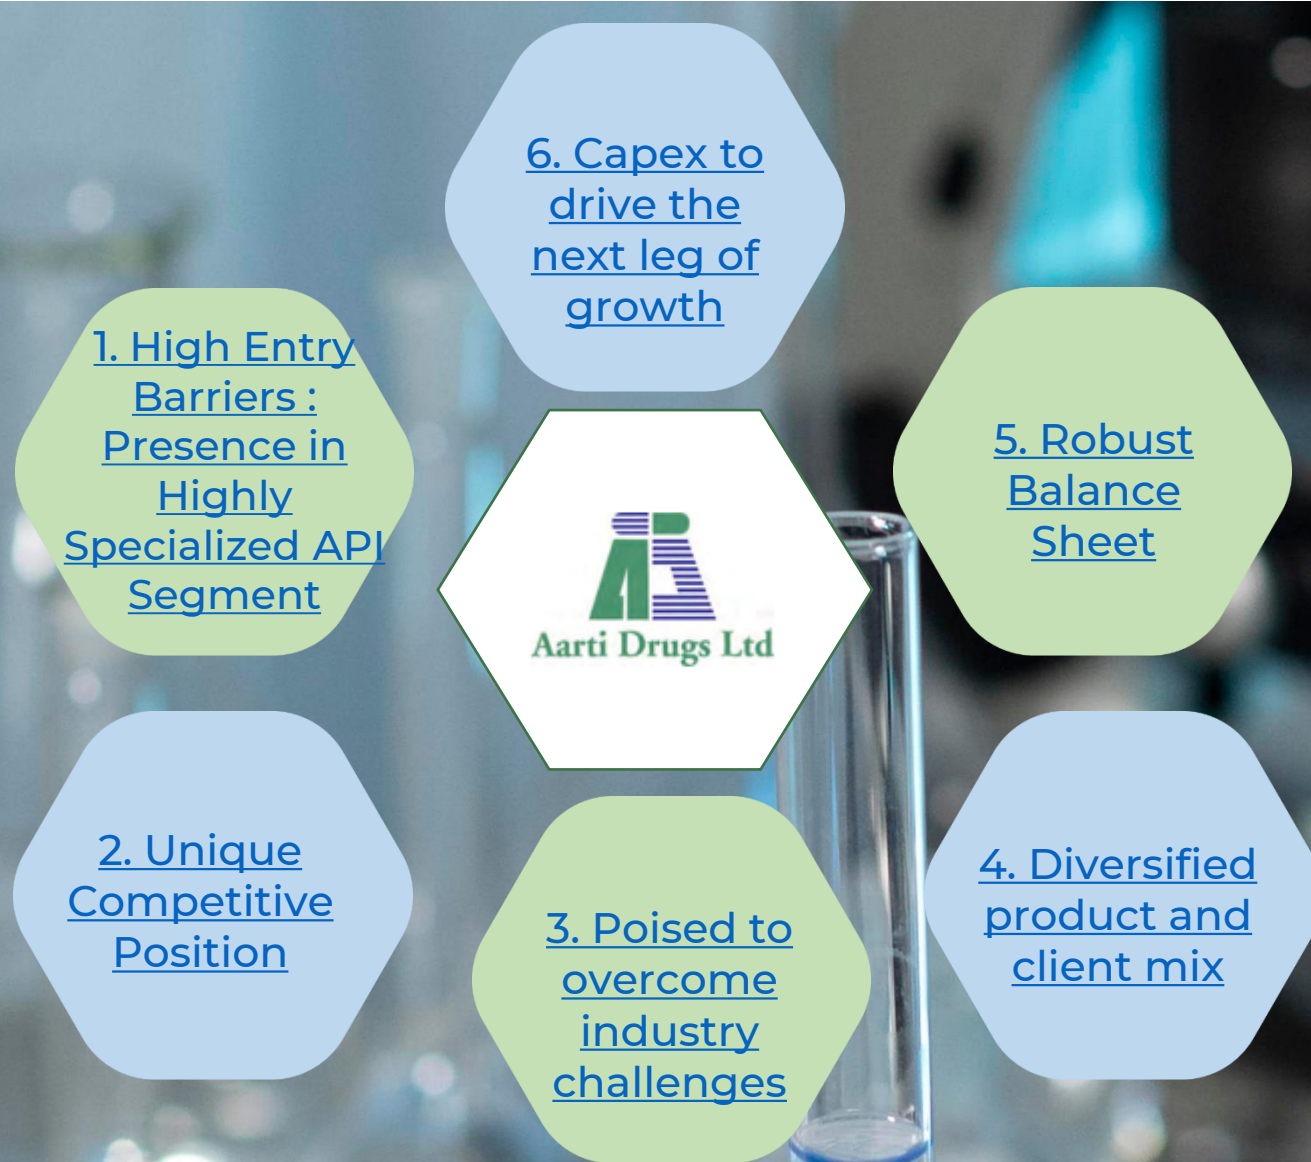 6. Capex to
drive the
next leg of
growth
1. High Entry
Barriers :
Presence in
Highly
Specialized API
Segment
5. Robust
Balance
Sheet
Aarti Drugs Ltd
2. Unique
Competitive
Position
3. Poised to
overcome
industry
challenges
4. Diversified
product and
client mix